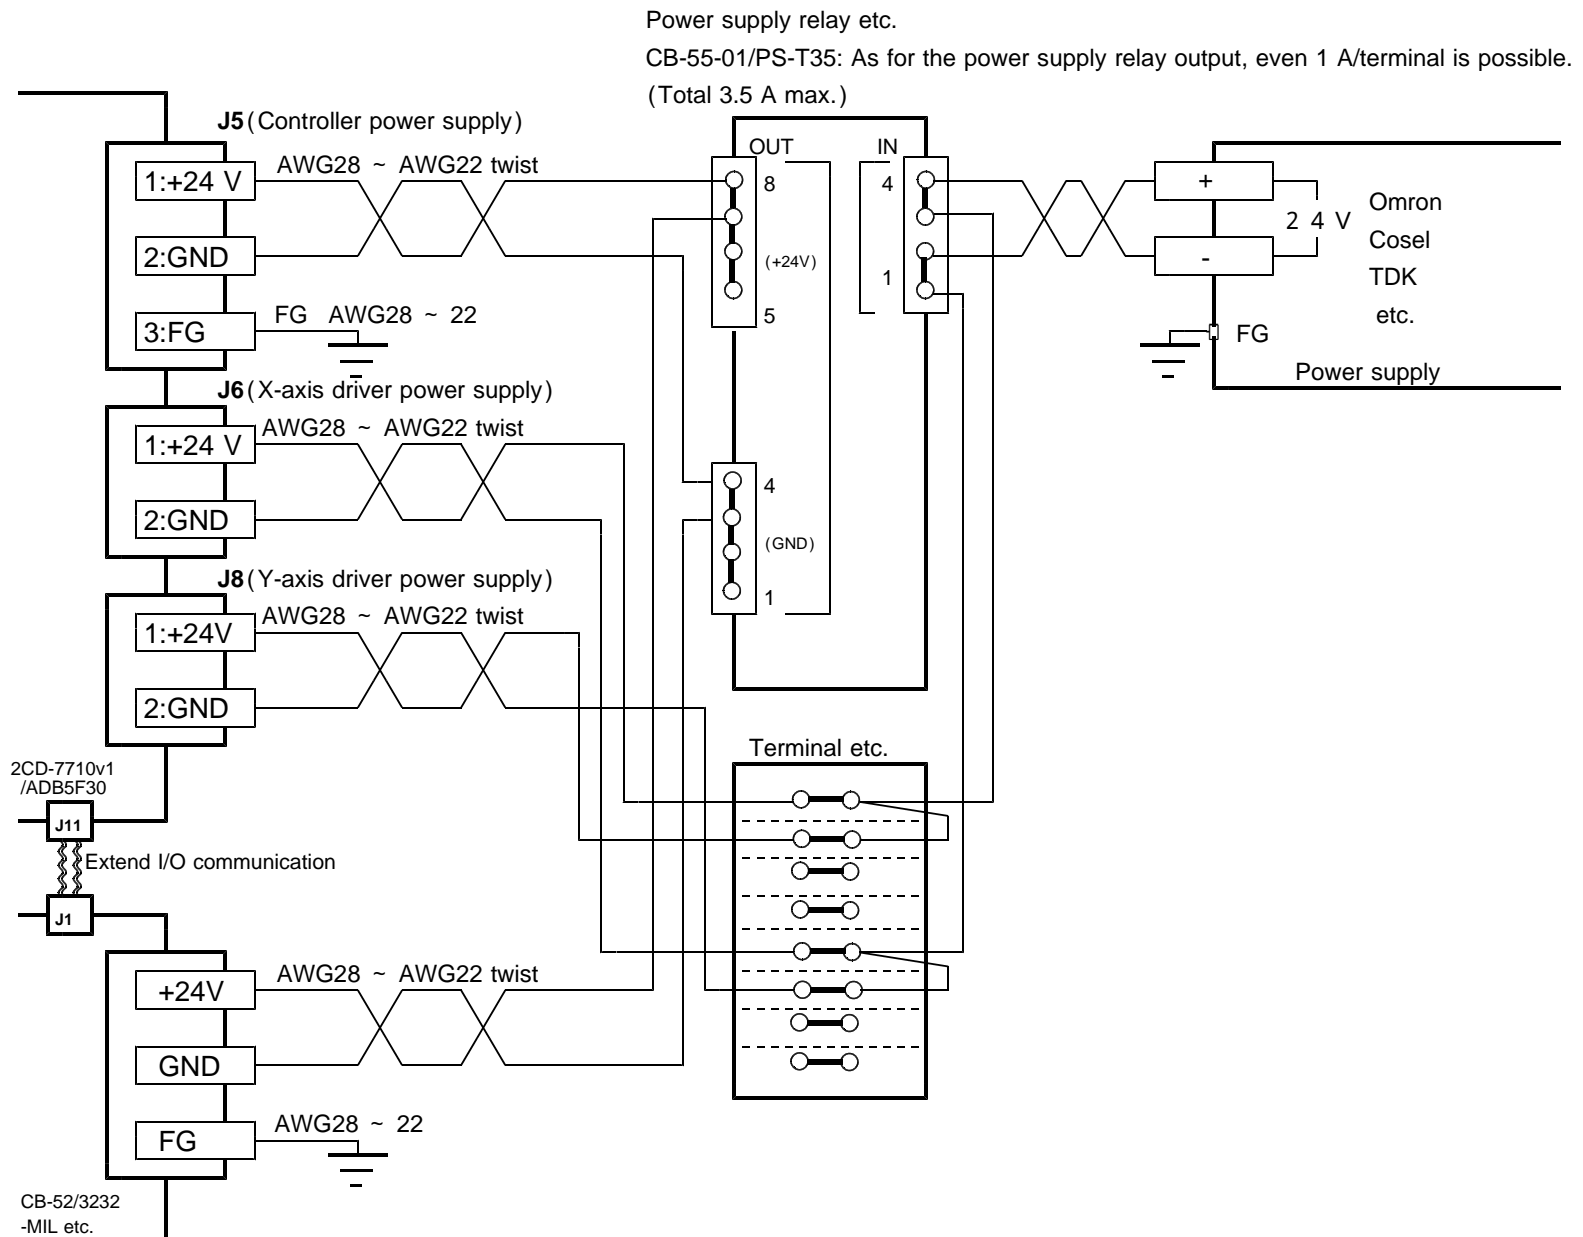 Power supply relay etc.
CB-55-01/PS-T35: As for the power supply relay output, even 1 A/terminal is possible.
(Total 3.5 A max.)
J5(Controller power supply)
AWG28 ~ AWG22 twist
1:+24 V
2:GND
3:FG
FG AWG28 ~ 22
J6(X-axis driver power supply)
AWG28 ~ AWG22 twist
1:+24 V
2:GND
J8(Y-axis driver power supply)
AWG28 ~ AWG22 twist
1:+24V
2:GND
2CD-7710v1
/ADB5F30
J11
Extend I/O communication
J1
AWG28 ~ AWG22 twist
+24V
GND
AWG28 ~ 22
FG
CB-52/3232
-MIL etc.
OUT
8
(+24V)
5
4
(GND)
1
IN
4
1
Terminal etc.
+
2 4 V
-
FG
Omron
Cosel
TDK
etc.
Power supply